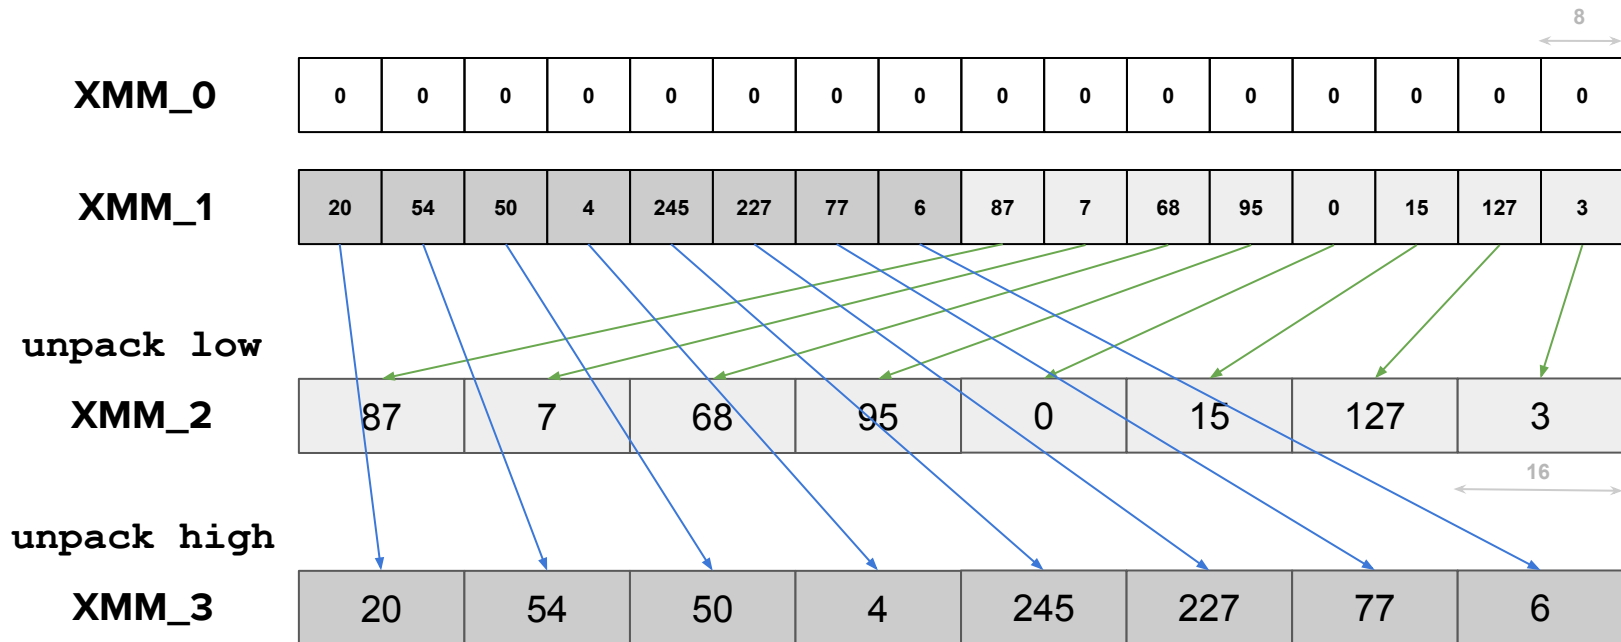 8
XMM_0 0 0 0 0 0 0 0 0 0 0 0 0 0 0 0 0
XMM_1 20 54 50 4 245 227 77 6 87 7 68 95 0 15 127 3
unpack low
XMM_2 87 7 68 95 0 15 127 3
16
unpack high
XMM_3 20 54 50 4 245 227 77 6